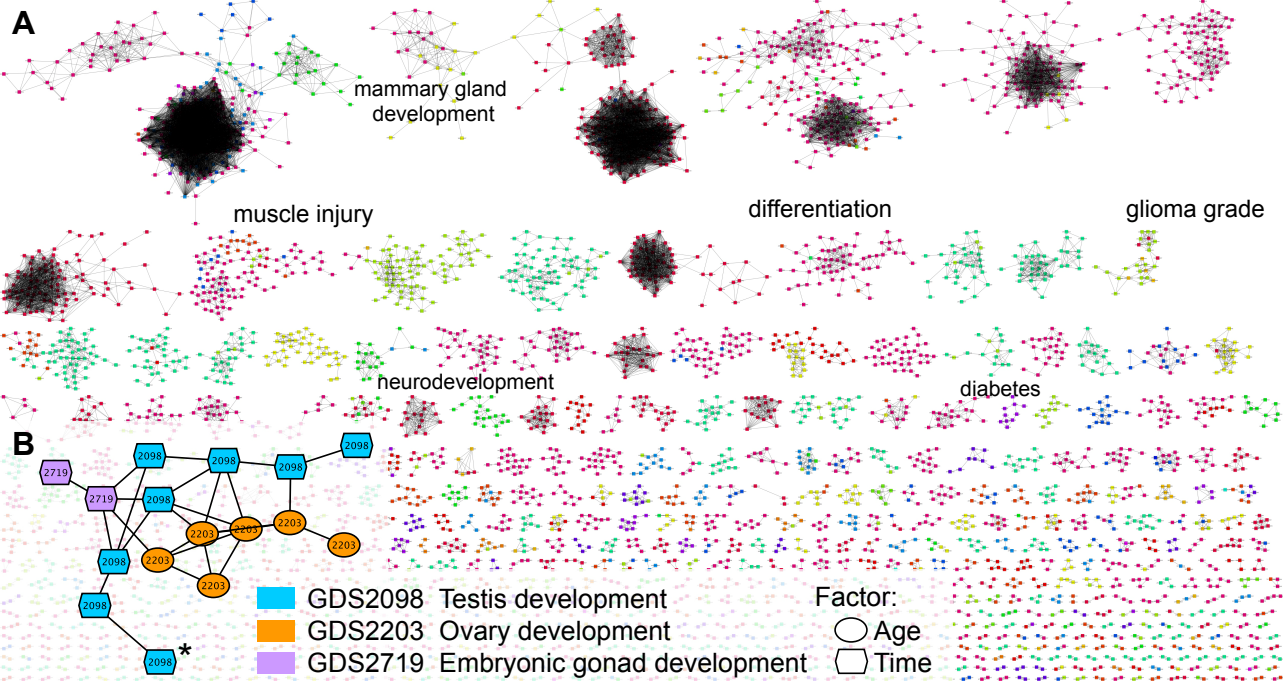 A
mammary gland
development
muscle injury
differentiation
glioma grade
neurodevelopment
diabetes
B
2098
2098
2098
2098
2719
2719
2098
2203
2203
2203
2203
2203
2203
2098
2098
2098 *
GDS2098 Testis development
GDS2203 Ovary development
GDS2719 Embryonic gonad development
Factor:
Age
Time